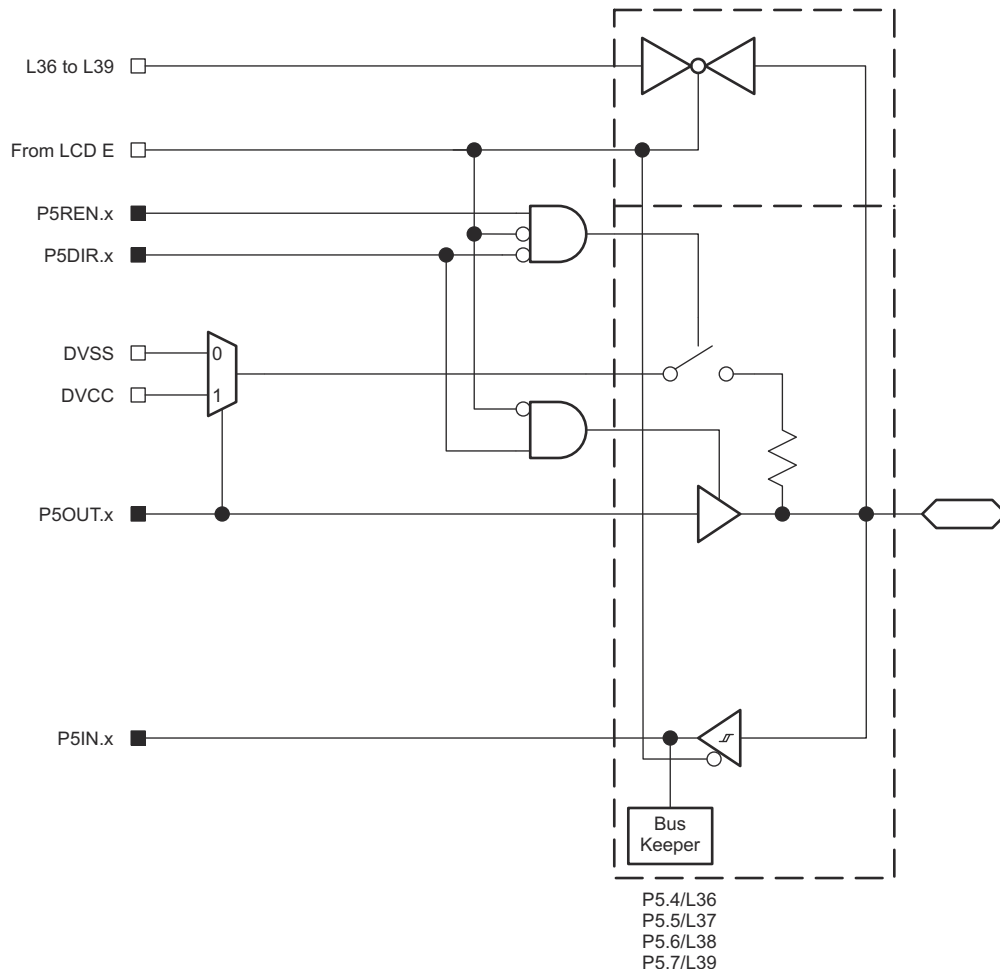 L36 to L39
From LCD E
P5REN.x
P5DIR.x
DVSS
0
DVCC
1
P5OUT.x
P5IN.x
Bus
Keeper
P5.4/L36
P5.5/L37
P5.6/L38
P5.7/L39